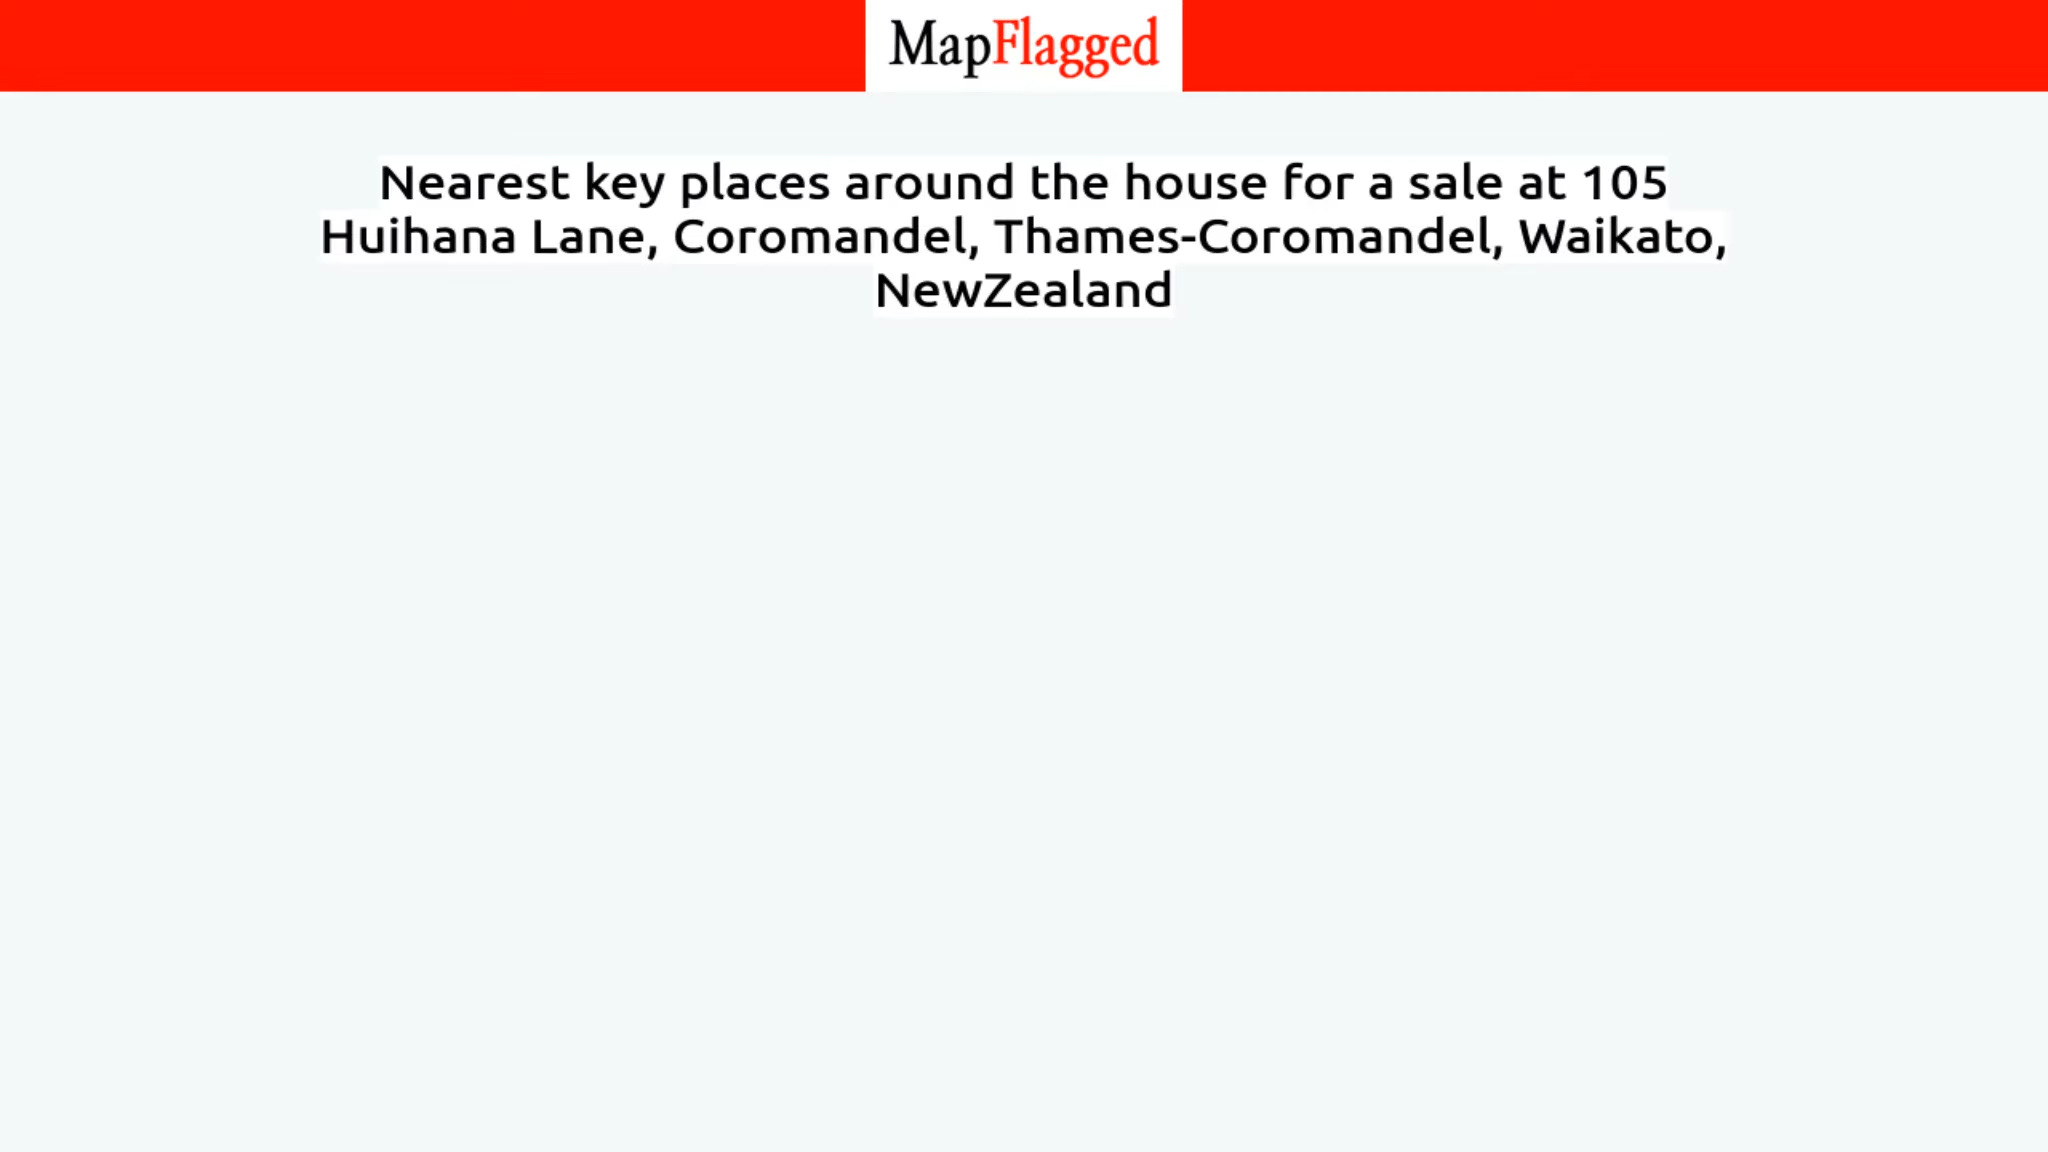 MapFlagged
Nearest key places around the house for a sale at 105
Huihana Lane, Coromandel, Thames-Coromandel, Waikato,
NewZealand